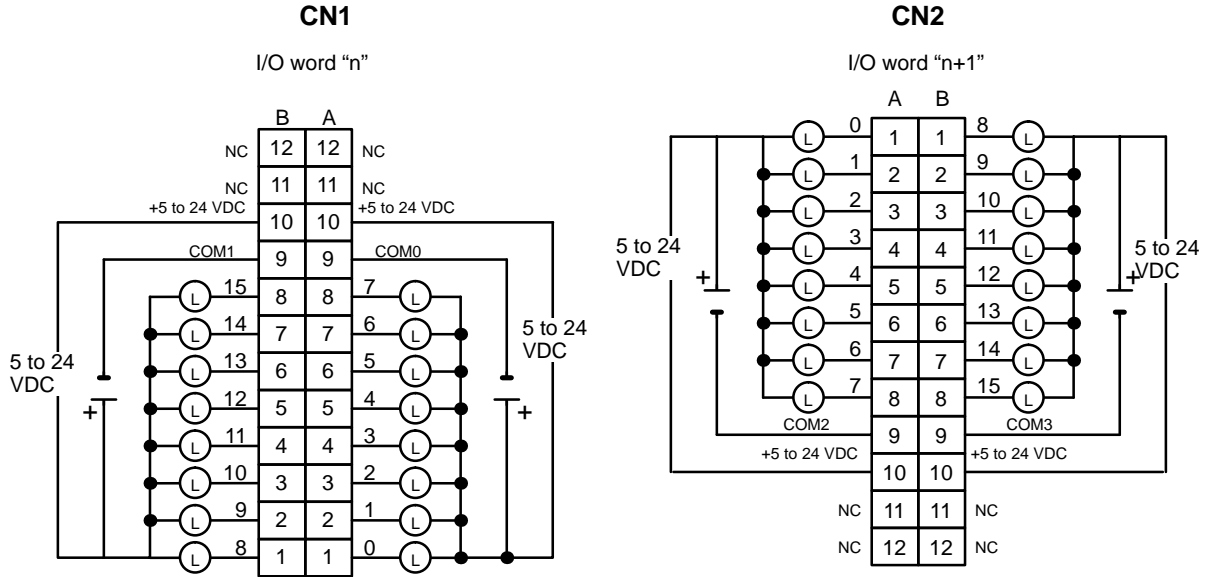 CN1
I/O word “n”
B A
NC 12 12 NC
NC 11 11 NC
+5 to 24 VDC 10 10 +5 to 24 VDC
COM1 9 9 COM0
L 15 8 8 7 L
L 14 7 7 6 L
L 13 6 6 5 L
L 12 5 5 4 L
L 11 4 4 3 L
L 10 3 3 2 L
L 9 2 2 1 L
L 8 1 1 0 L
5 to 24
VDC
+
5 to 24
VDC
+
CN2
I/O word “n+1”
A B
L 0 1 1 8 L
L 1 2 2 9 L
L 2 3 3 10 L
L 3 4 4 11 L
L 4 5 5 12 L
L 5 6 6 13 L
L 6 7 7 14 L
L 7 8 8 15 L
COM2 9 9 COM3
+5 to 24 VDC 10 10 +5 to 24 VDC
NC 11 11 NC
NC 12 12 NC
5 to 24
VDC
+
5 to 24
VDC
+